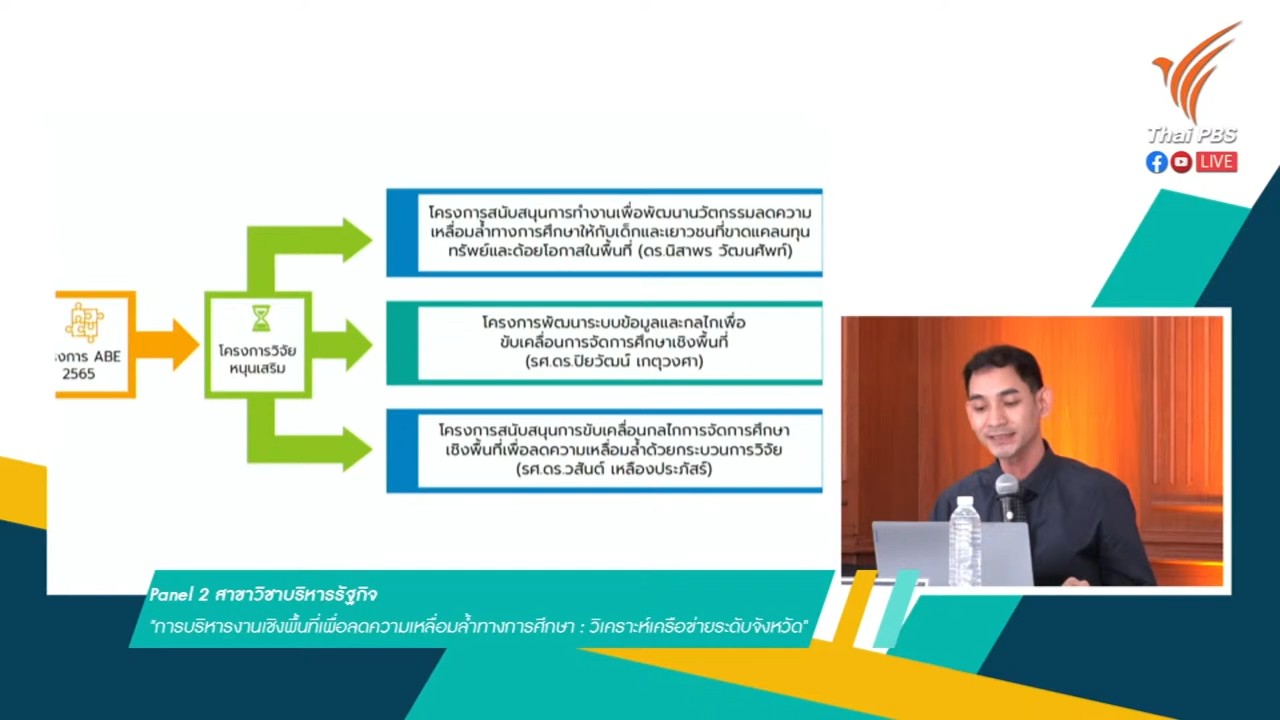 Thai PBS
LIVE
โครงการสนับสนุนการทำงานเพื่อพัฒนานวัตกรรมลดความ
เหลื่อมล้ำทางการศึกษาให้กับเด็กและเยาวชนที่ขาดแคลนทุน
ทรัพย์และด้อยโอกาสในพื้นที่ (ดร.นิสาพร วัฒนศัพท์)
งการ ABE
2565
โครงการวิจัย
หนุนเสริม
โครงการพัฒนาระบบข้อมูลและกลไกเพื่อ
ขับเคลื่อนการจัดการศึกษาเชิงพื้นที่
(รศ.ดร.ปิยวัฒน์ เกตุวงศา)
โครงการสนับสนุนการขับเคลื่อนกลไกการจัดการศึกษา
เชิงพื้นที่เพื่อลดความเหลื่อมล้ำด้วยกระบวนการวิจัย
(รศ.ดร.วสันต์ เหลืองประภัสร์)
Panel 2 สาขาวิชาบริหารรัฐกิจ
"การบริหารงานเชิงพื้นที่เพื่อลดความเหลื่อมล้ำทางการศึกษา : วิเคราะห์เครือข่ายระดับจังหวัด"